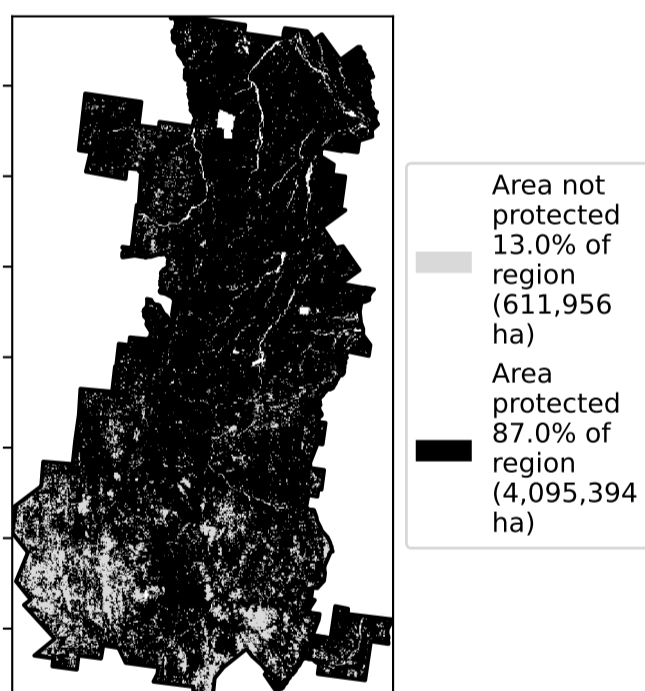 Area not
protected
13.0% of
region
(611,956
ha)
Area
protected
87.0% of
region
(4,095,394
ha)